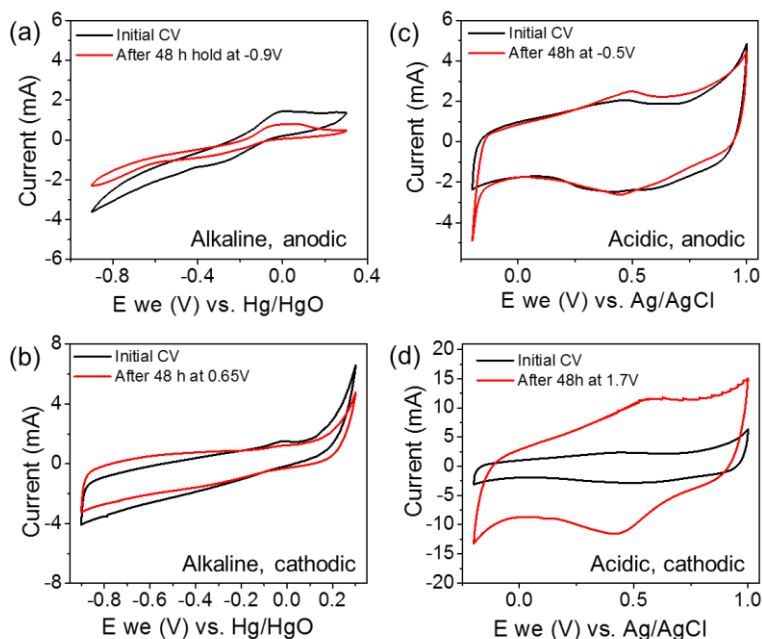 (a)
Initial CV
After 48 h hold at -0.9V
Current (mA)
6
4
2
0
-2
-4
-6
-0.8
-0.4
0.0
0.4
Alkaline, anodic
E we (V) vs. Hg/HgO
(c)
Initial CV
After 48h at -0.5V
Current (mA)
6
4
2
0
-2
-4
0.0
0.5
1.0
Acidic, anodic
E we (V) vs. Ag/AgCl
(b)
Initial CV
After 48 h at 0.65V
Current (mA)
8
4
0
-4
-8
-0.8
-0.6
-0.4
-0.2
0.0
0.2
Alkaline, cathodic
E we (V) vs. Hg/HgO
(d)
Initial CV
After 48h at 1.7V
Current (mA)
20
15
10
5
0
-5
-10
-15
-20
0.0
0.5
1.0
Acidic, cathodic
E we (V) vs. Ag/AgCl